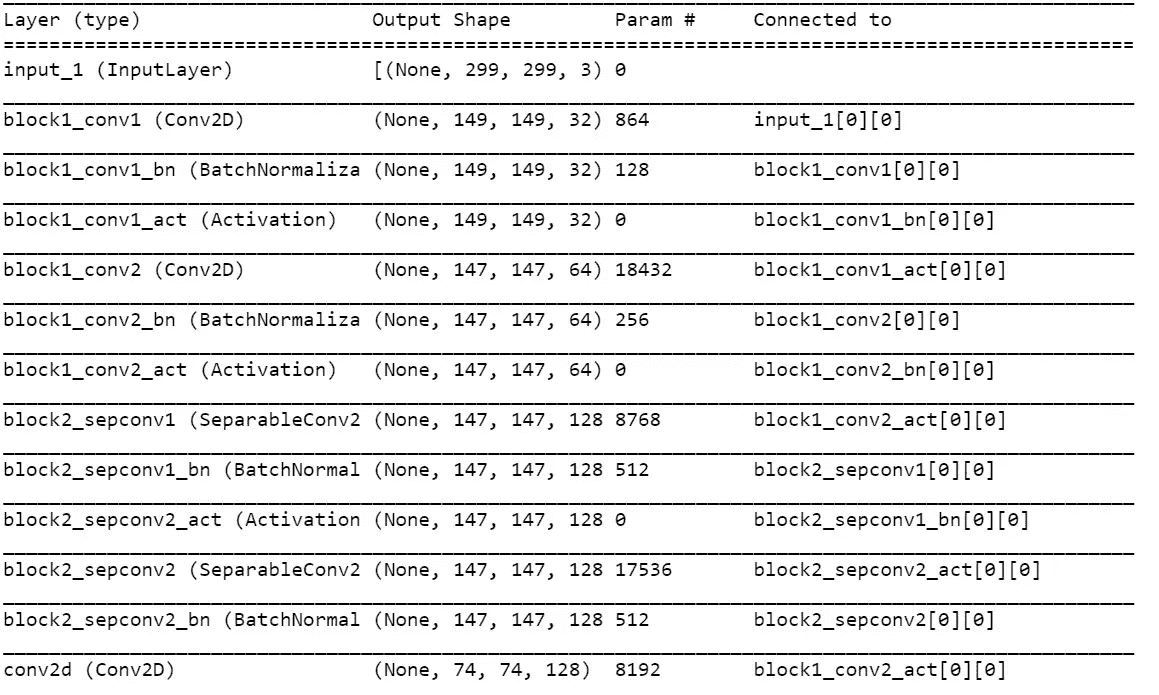 Layer (type) Output Shape Param # Connected to
==================================================================================================
input_1 (InputLayer) [(None, 299, 299, 3) 0
block1_conv1 (Conv2D) (None, 149, 149, 32) 864 input_1[0][0]
block1_conv1_bn (BatchNormaliza (None, 149, 149, 32) 128 block1_conv1[0][0]
block1_conv1_act (Activation) (None, 149, 149, 32) 0 block1_conv1_bn[0][0]
block1_conv2 (Conv2D) (None, 147, 147, 64) 18432 block1_conv1_act[0][0]
block1_conv2_bn (BatchNormaliza (None, 147, 147, 64) 256 block1_conv2[0][0]
block1_conv2_act (Activation) (None, 147, 147, 64) 0 block1_conv2_bn[0][0]
block2_sepconv1 (SeparableConv2 (None, 147, 147, 128 8768 block1_conv2_act[0][0]
block2_sepconv1_bn (BatchNormal (None, 147, 147, 128 512 block2_sepconv1[0][0]
block2_sepconv2_act (Activation (None, 147, 147, 128 0 block2_sepconv1_bn[0][0]
block2_sepconv2 (SeparableConv2 (None, 147, 147, 128 17536 block2_sepconv2_act[0][0]
block2_sepconv2_bn (BatchNormal (None, 147, 147, 128 512 block2_sepconv2[0][0]
conv2d (Conv2D) (None, 74, 74, 128) 8192 block1_conv2_act[0][0]